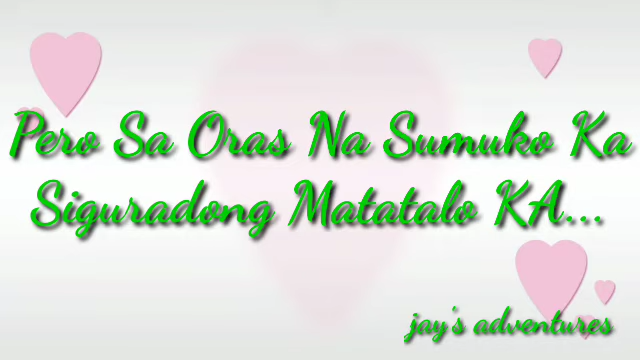 Pero Sa Oras Na Sumuko Ka
Siguradong Matatalo KA...
jay's adventures